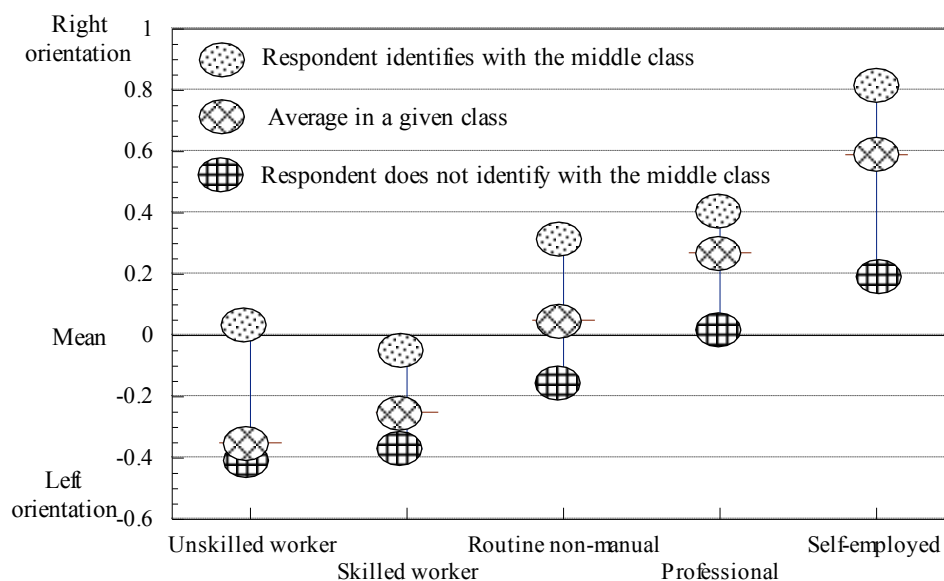 Right
orientation
1
Respondent identifies with the middle class
0.8
Average in a given class
0.6
Respondent does not identify with the middle class
0.4
0.2
Mean
0
-0.2
-0.4
Left
orientation
-0.6
Unskilled worker
Skilled worker
Routine non-manual
Professional
Self-employed